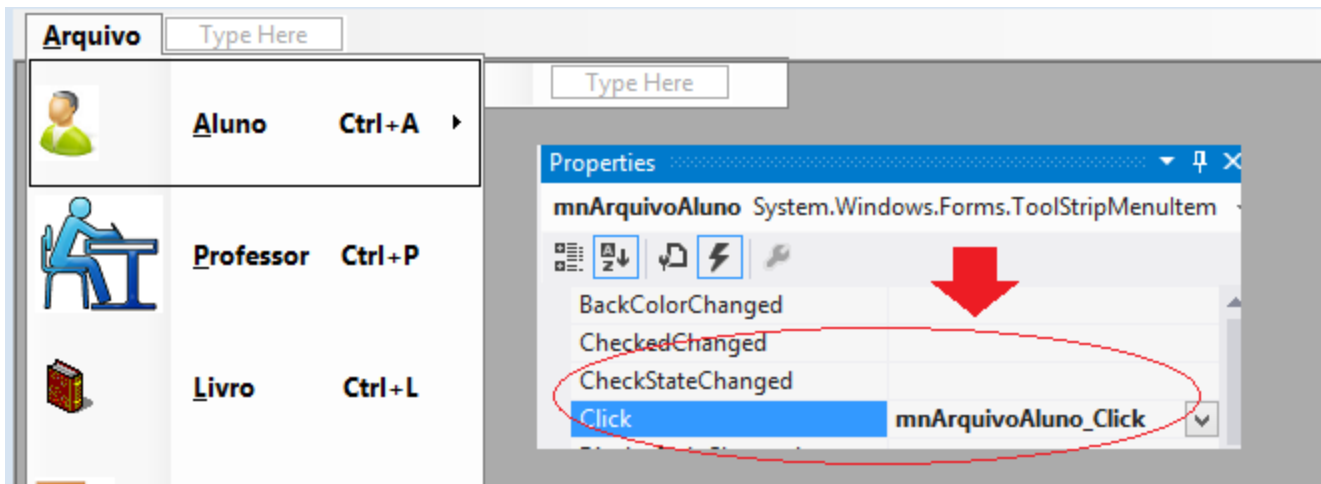 Arquivo Type Here
Type Here
Aluno Ctrl+A
Professor Ctrl+P
Livro Ctrl+L
Properties
mnArquivoAluno System.Windows.Forms.ToolStripMenuItem
BackColorChanged
CheckedChanged
CheckStateChanged
Click mnArquivoAluno_Click